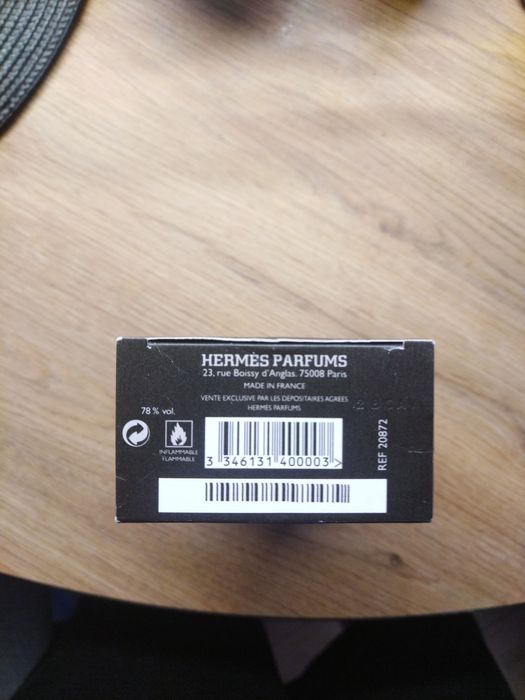 HERMÈS PARFUMS
23, rue Boissy d'Anglas. 75008 Paris
MADE IN FRANCE
VENTE EXCLUSIVE PAR LES DEPOSITAIRES AGREES
HERMES PARFUMS
78 % vol.
INFLAMMABLE
FLAMMABLE
3 346131 400003 >
REF 20872